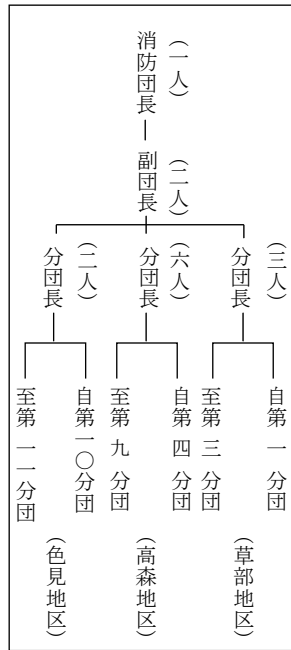 （一人）
消防団長
（二人）
副団長
（三人）
分団長
自第 一 分団
至第 三 分団
（草部地区）
（六人）
分団長
自第 四 分団
至第 九 分団
（高森地区）
（二人）
分団長
自第一〇分団
至第 一一分団
（色見地区）